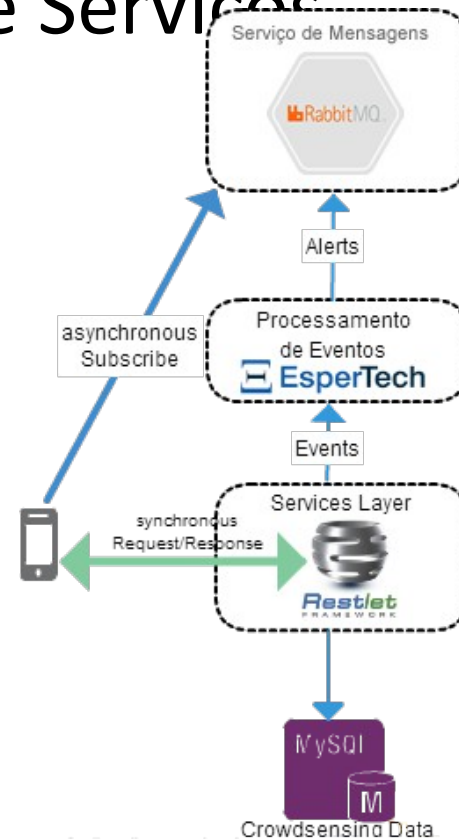 e Serviços
Serviço de Mensagens
RabbitMQ
Alerts
asynchronous
Subscribe
Processamento
de Eventos
EsperTech
Events
Services Layer
synchronous
Request/Response
Restlet
FRAMEWORK
MySQl
M
Crowdsensing Data